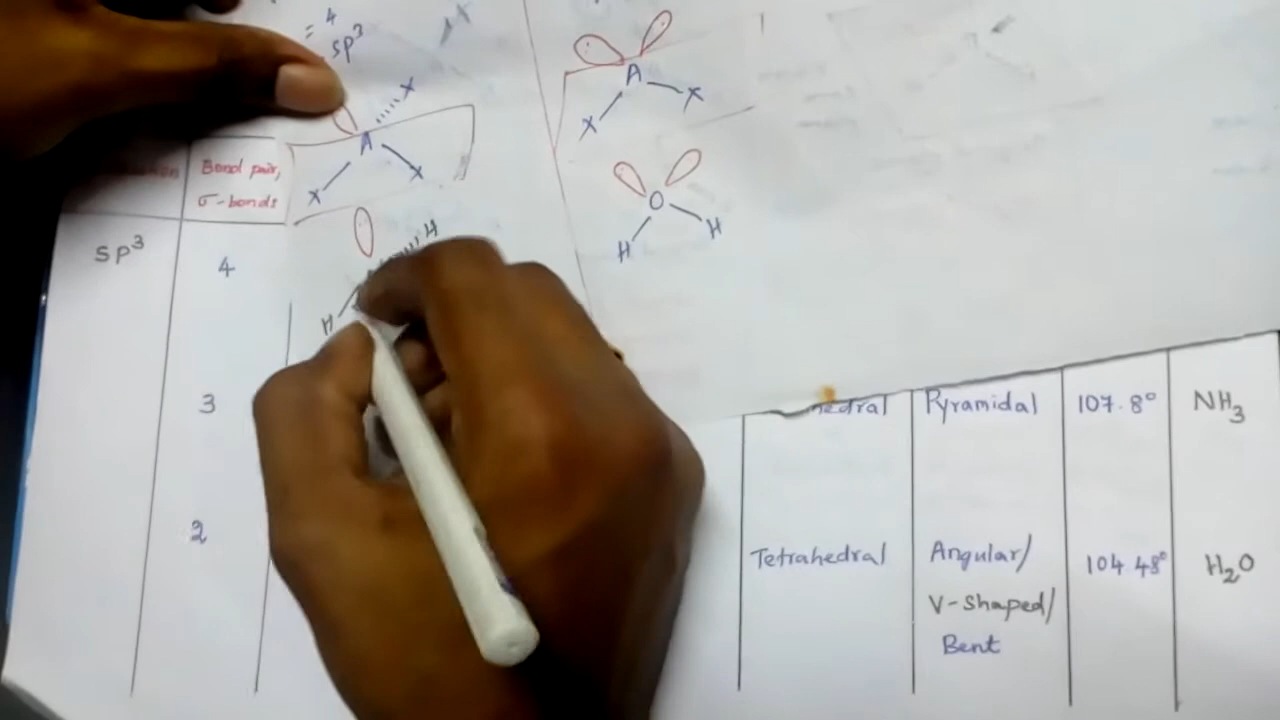 = 4
sp³
X
A
X
X
A
X
X
Bond pair,
σ-bonds
O
H
H
H
H
sp³
4
3
Pyramidal
107.8°
NH₃
2
Tetrahedral
Angular/
V-shaped/
Bent
104.48°
H₂O